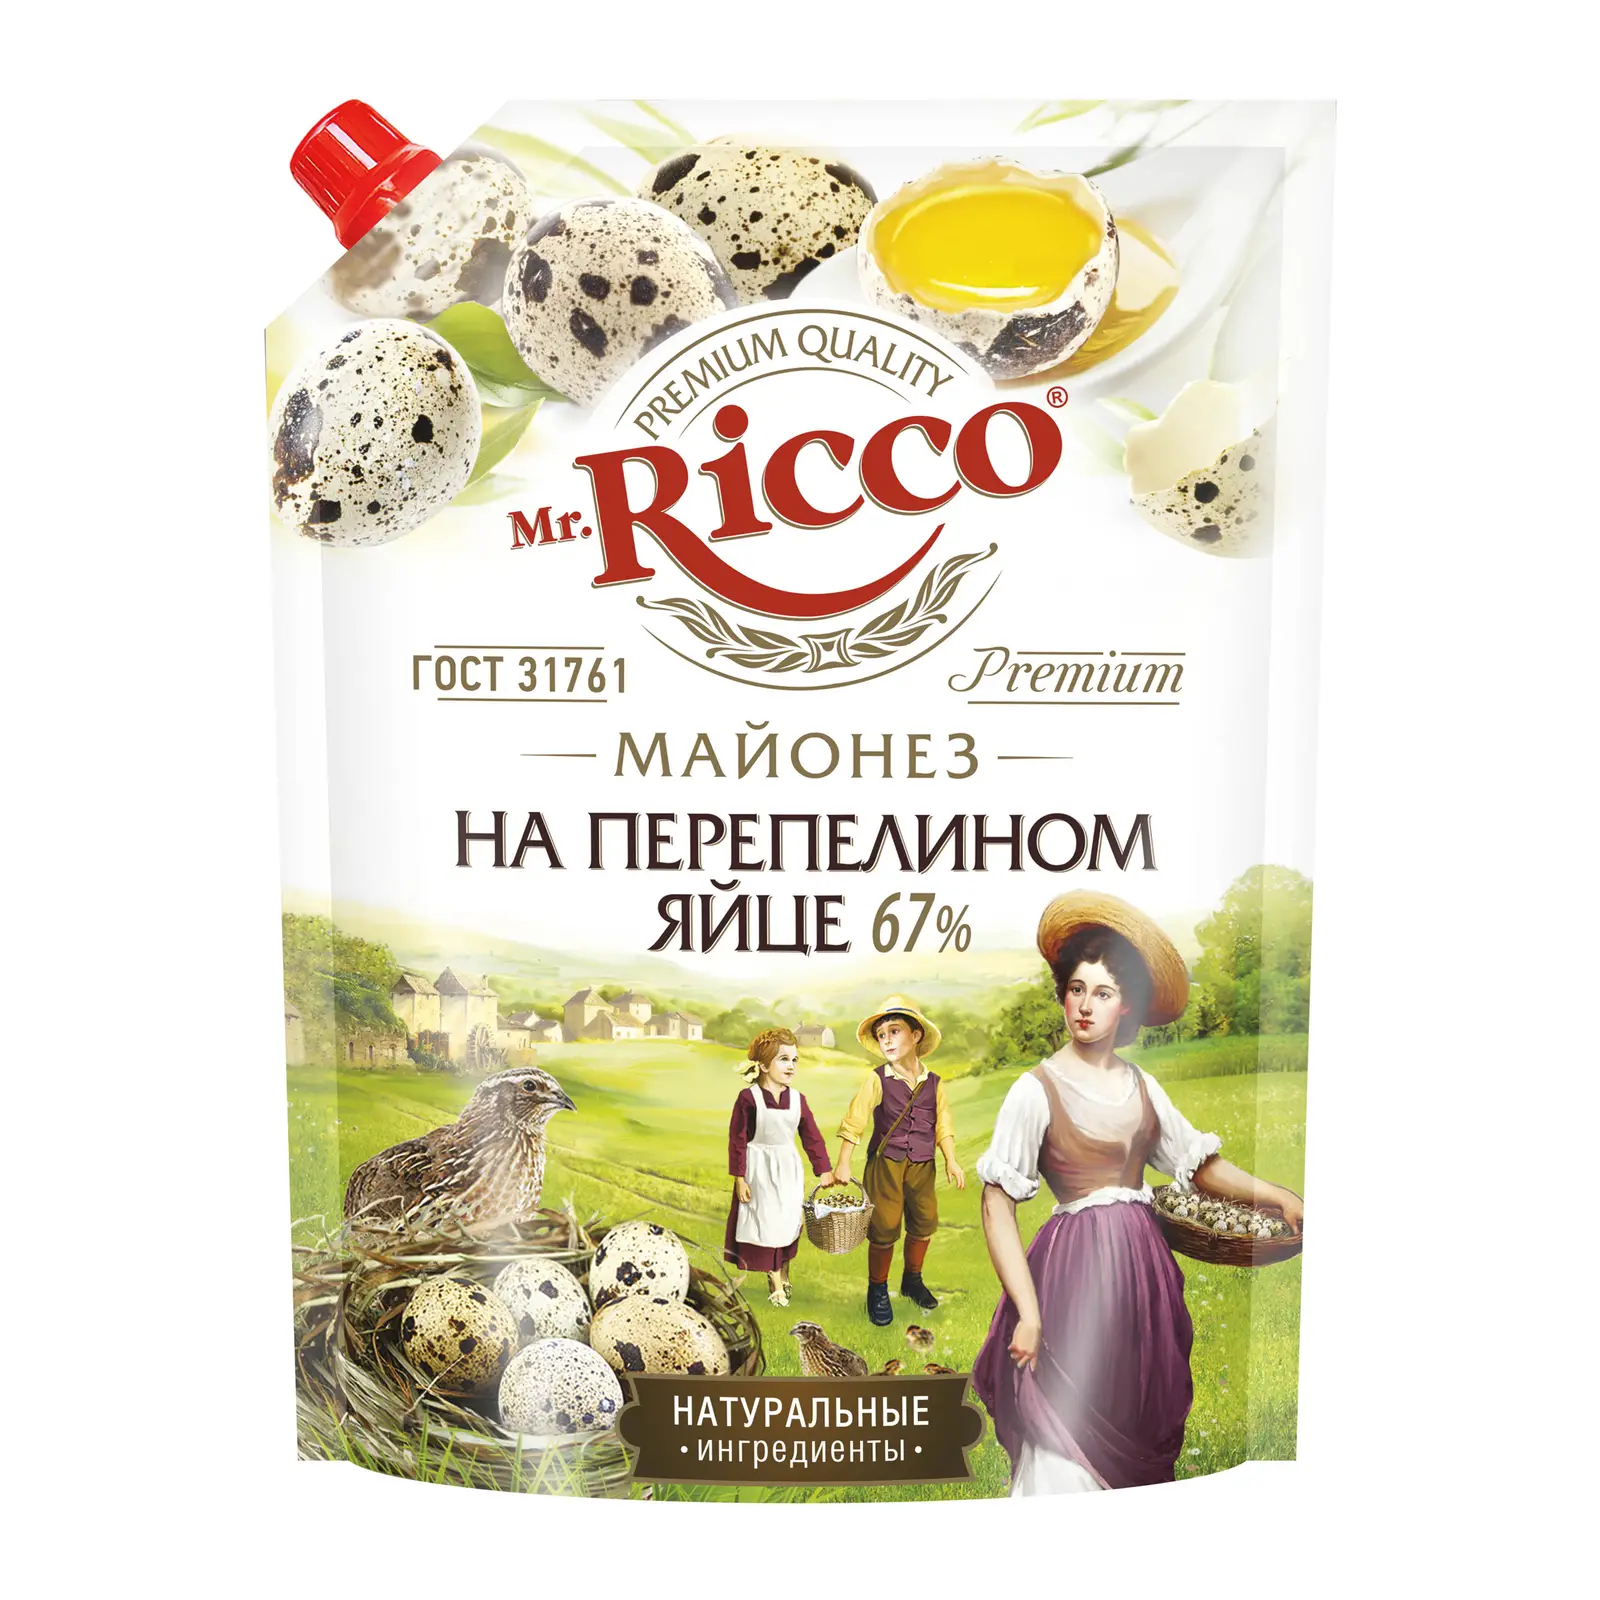 PREMIUM QUALITY
Mr. Ricco®
ГОСТ 31761
Premium
МАЙОНЕЗ
НА ПЕРЕПЕЛИНОМ
ЯЙЦЕ 67%
НАТУРАЛЬНЫЕ
• ингредиенты •